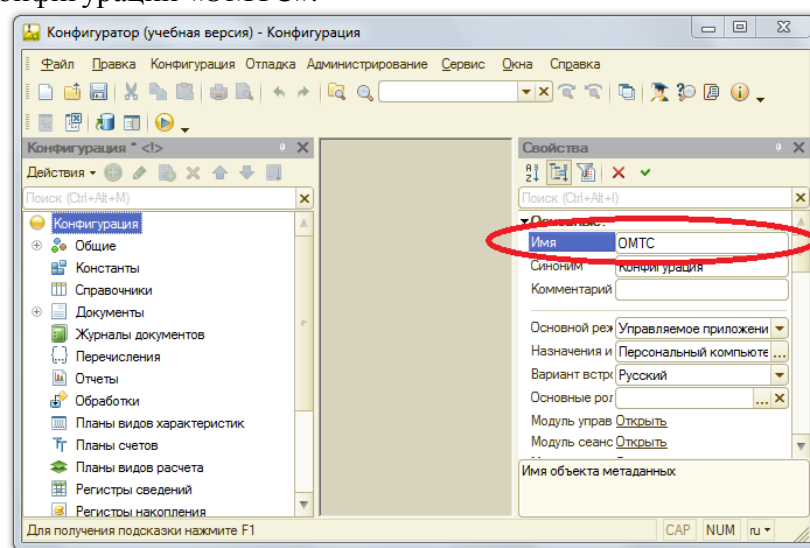 Конфигуратор (учебная версия) - Конфигурация
Файл Правка Конфигурация Отладка Администрирование Сервис Окна Справка
Конфигурация * <!>
Действия
Поиск (Ctrl+Alt+M)
Конфигурация
Общие
Константы
Справочники
Документы
Журналы документов
Перечисления
Отчеты
Обработки
Планы видов характеристик
Планы счетов
Планы видов расчета
Регистры сведений
Регистры накопления
Свойства
Поиск (Ctrl+Alt+I)
Основные:
Имя ОМТС
Синоним Конфигурация
Комментарий
Основной реж Управляемое приложени
Назначения и Персональный компьюте ...
Вариант встро Русский
Основные рол ...
Модуль управ Открыть
Модуль сеанс Открыть
Имя объекта метаданных
Для получения подсказки нажмите F1
CAP NUM ru